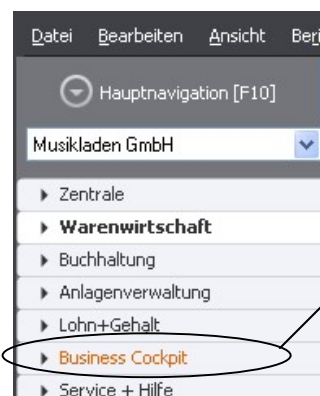 Datei Bearbeiten Ansicht
Hauptnavigation [F10]
Musikladen GmbH
Zentrale
Warenwirtschaft
Buchhaltung
Anlagenverwaltung
Lohn+Gehalt
Business Cockpit
Service + Hilfe